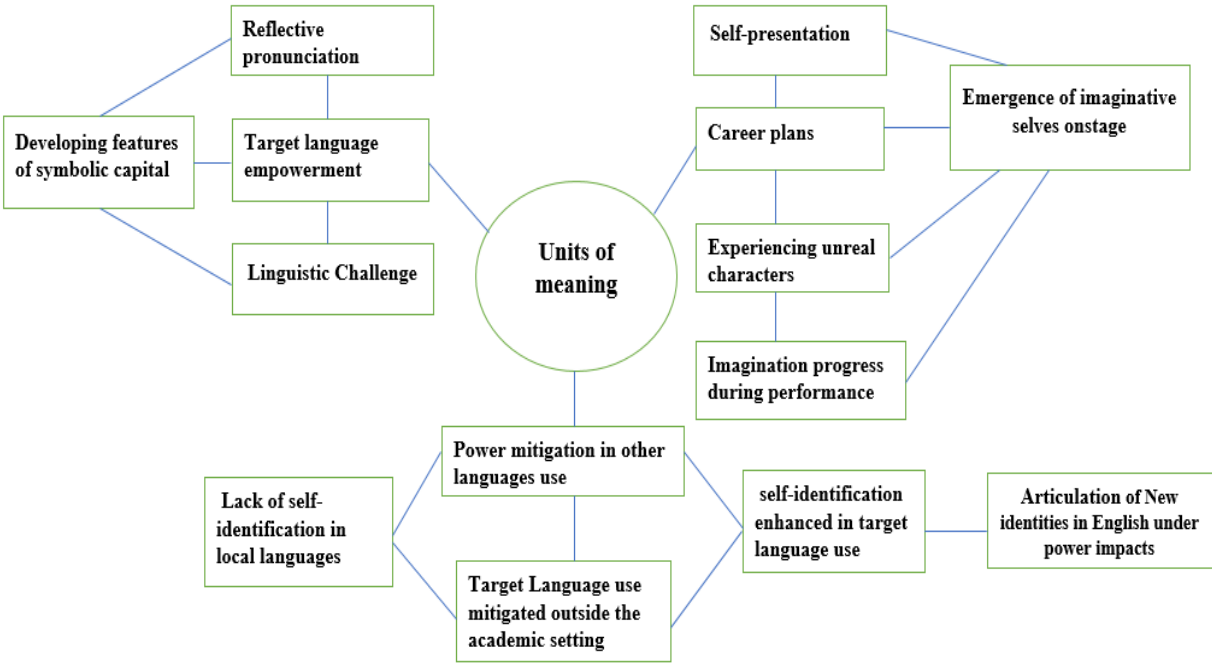 Reflective
pronunciation
Developing features
of symbolic capital
Target language
empowerment
Linguistic Challenge
Units of
meaning
Self-presentation
Career plans
Emergence of imaginative
selves onstage
Experiencing unreal
characters
Imagination progress
during performance
Power mitigation in other
languages use
Lack of self-
identification in
local languages
Target Language use
mitigated outside the
academic setting
self-identification
enhanced in target
language use
Articulation of New
identities in English under
power impacts